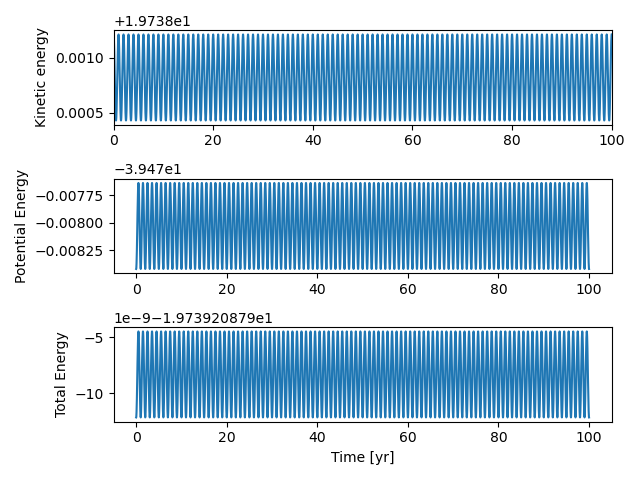 +1.9738e1
Kinetic energy
0.0010
0.0005
0 20 40 60 80 100
−3.947e1
Potential Energy
−0.00775
−0.00800
−0.00825
0 20 40 60 80 100
1e−9−1.973920879e1
Total Energy
−5
−10
0 20 40 60 80 100
Time [yr]